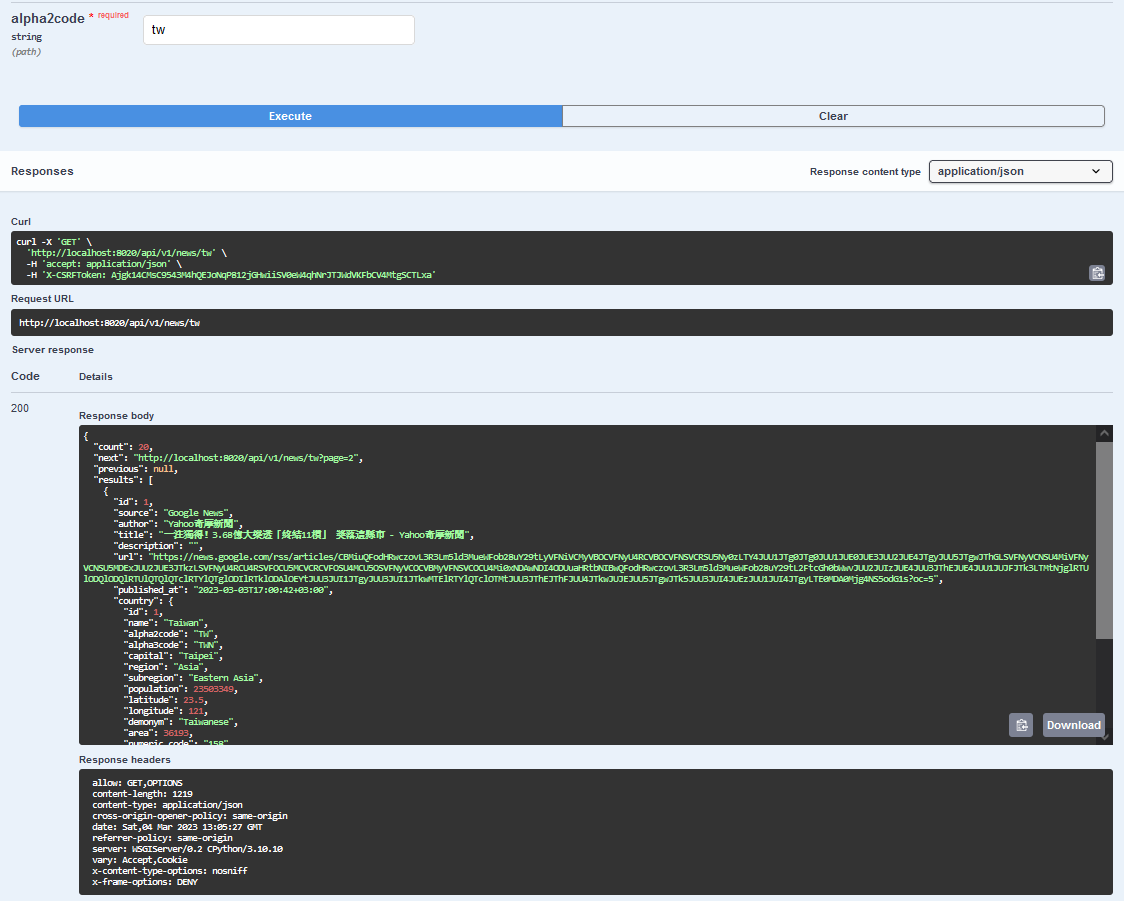 alpha2code * required
string
(path)
tw
Execute
Clear
Responses
Response content type
application/json
Curl
curl -X 'GET' \
'http://localhost:8020/api/v1/news/tw' \
-H 'accept: application/json' \
-H 'X-CSRFToken: Ajgk14CMsC9543M4hQEJoNqPB12jGHwiiSV0eW4qhNrJTJWdVKFbCV4MtgSCTLxa'
Request URL
http://localhost:8020/api/v1/news/tw
Server response
Code
Details
200
Response body
{
"count": 20,
"next": "http://localhost:8020/api/v1/news/tw?page=2",
"previous": null,
"results": [
{
"id": 1,
"source": "Google News",
"author": "Yahoo奇摩新聞",
"title": "一注獨得！3.68億大樂透「終結11槓」 獎落這縣市 - Yahoo奇摩新聞",
"description": "",
"url":
"published_at": "2023-03-03T17:00:42+03:00",
"country": {
"id": 1,
"name": "Taiwan",
"alpha2code": "TW",
"alpha3code": "TWN",
"capital": "Taipei",
"region": "Asia",
"subregion": "Eastern Asia",
"population": 23503349,
"latitude": 23.5,
"longitude": 121,
"demonym": "Taiwanese",
"area": 36193,
"numeric_code": "158"
Download
Response headers
allow: GET,OPTIONS
content-length: 1219
content-type: application/json
cross-origin-opener-policy: same-origin
date: Sat,04 Mar 2023 13:05:27 GMT
referrer-policy: same-origin
server: WSGIServer/0.2 CPython/3.10.10
vary: Accept,Cookie
x-content-type-options: nosniff
x-frame-options: DENY